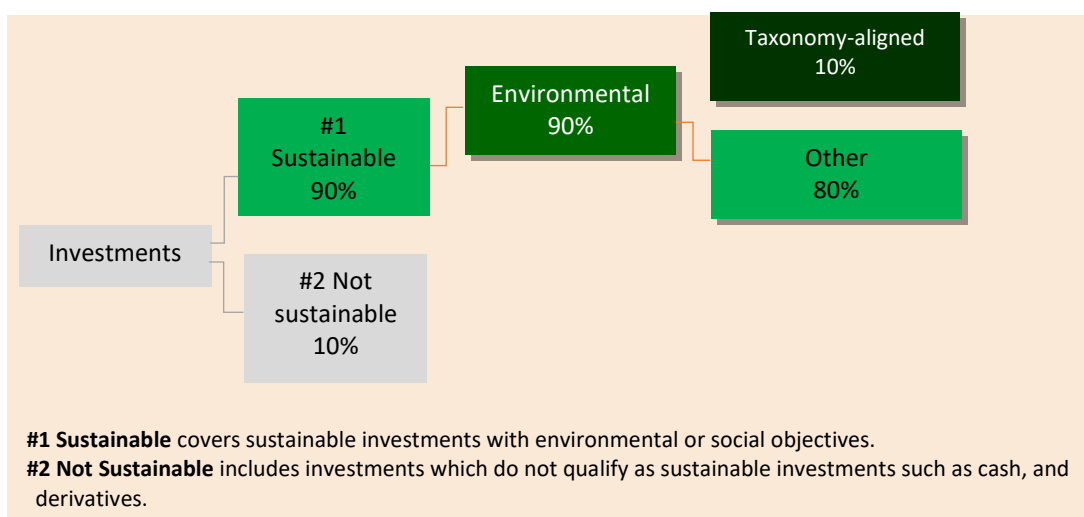 Taxonomy-aligned
10%
Environmental
90%
#1
Sustainable
90%
Other
80%
Investments
#2 Not
sustainable
10%
#1 Sustainable covers sustainable investments with environmental or social objectives.
#2 Not Sustainable includes investments which do not qualify as sustainable investments such as cash, and
derivatives.